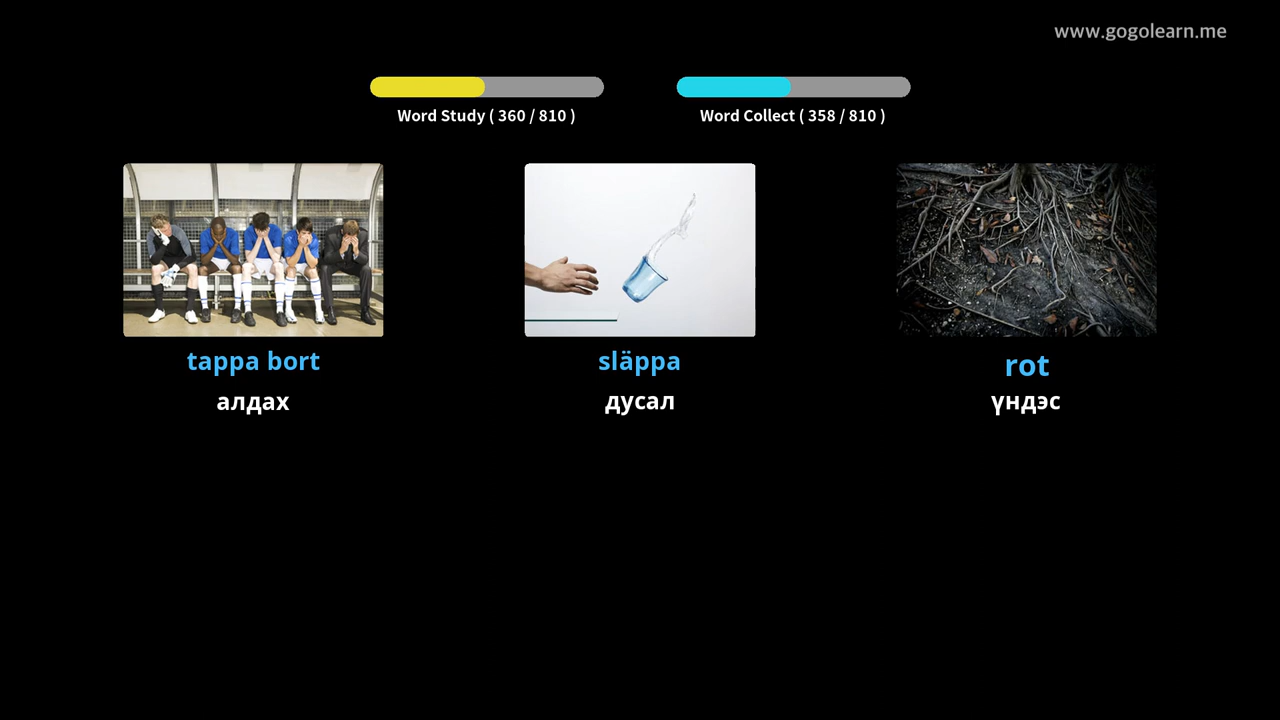 www.gogolearn.me
Word Study ( 360 / 810 )
Word Collect ( 358 / 810 )
tappa bort
släppa
rot
алдах
дусал
үндэс